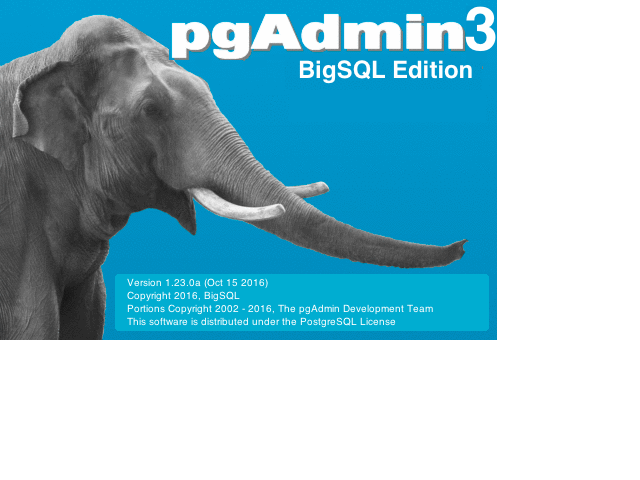 pgAdmin3
BigSQL Edition
Version 1.23.0a (Oct 15 2016)
Copyright 2016, BigSQL
Portions Copyright 2002 - 2016, The pgAdmin Development Team
This software is distributed under the PostgreSQL License